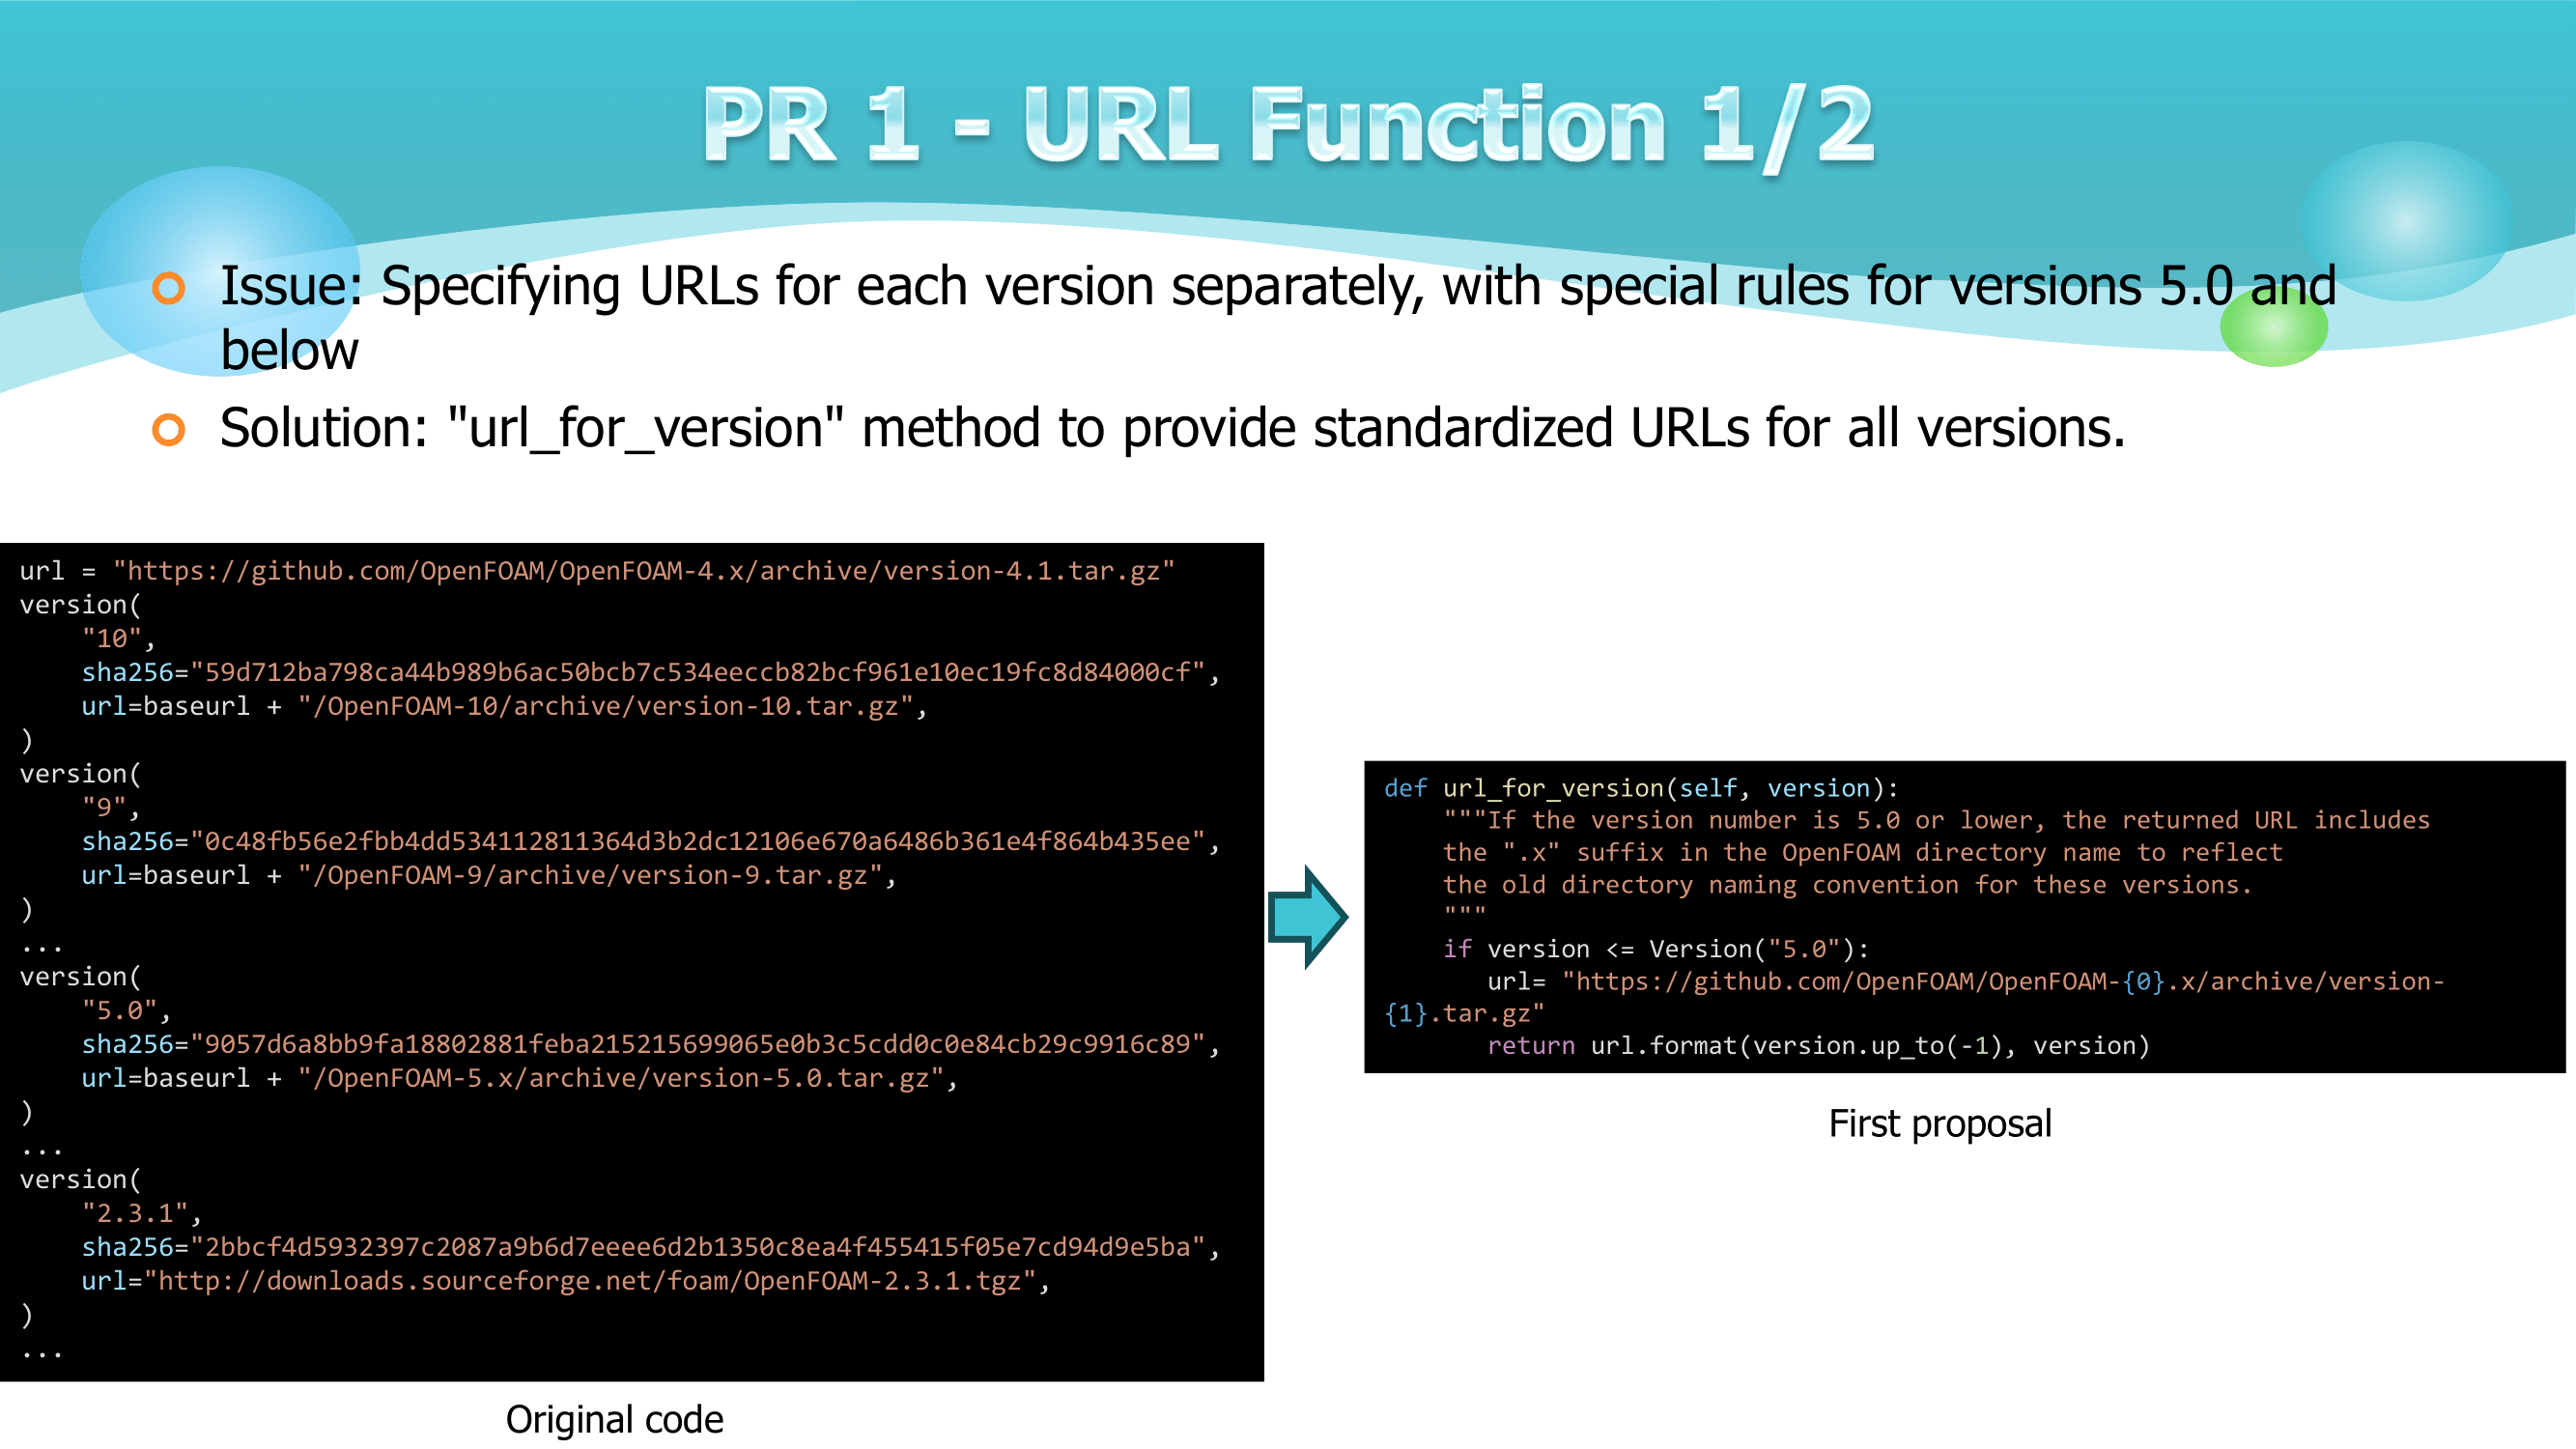 PR 1 - URL Function 1/2
Issue: Specifying URLs for each version separately, with special rules for versions 5.0 and
below
Solution: "url_for_version" method to provide standardized URLs for all versions.
url = "https://github.com/OpenFOAM/OpenFOAM-4.x/archive/version-4.1.tar.gz"
version(
    "10",
    sha256="59d712ba798ca44b989b6ac50bcb7c534eeccb82bcf961e10ec19fc8d84000cf",
    url=baseurl + "/OpenFOAM-10/archive/version-10.tar.gz",
)
version(
    "9",
    sha256="0c48fb56e2fbb4dd534112811364d3b2dc12106e670a6486b361e4f864b435ee",
    url=baseurl + "/OpenFOAM-9/archive/version-9.tar.gz",
)
...
version(
    "5.0",
    sha256="9057d6a8bb9fa18802881feba215215699065e0b3c5cdd0c0e84cb29c9916c89",
    url=baseurl + "/OpenFOAM-5.x/archive/version-5.0.tar.gz",
)
...
version(
    "2.3.1",
    sha256="2bbcf4d5932397c2087a9b6d7eeee6d2b1350c8ea4f455415f05e7cd94d9e5ba",
    url="http://downloads.sourceforge.net/foam/OpenFOAM-2.3.1.tgz",
)
...
Original code
def url_for_version(self, version):
    """If the version number is 5.0 or lower, the returned URL includes
    the ".x" suffix in the OpenFOAM directory name to reflect
    the old directory naming convention for these versions.
    """
    if version <= Version("5.0"):
       url= "https://github.com/OpenFOAM/OpenFOAM-{0}.x/archive/version-
{1}.tar.gz"
       return url.format(version.up_to(-1), version)
First proposal